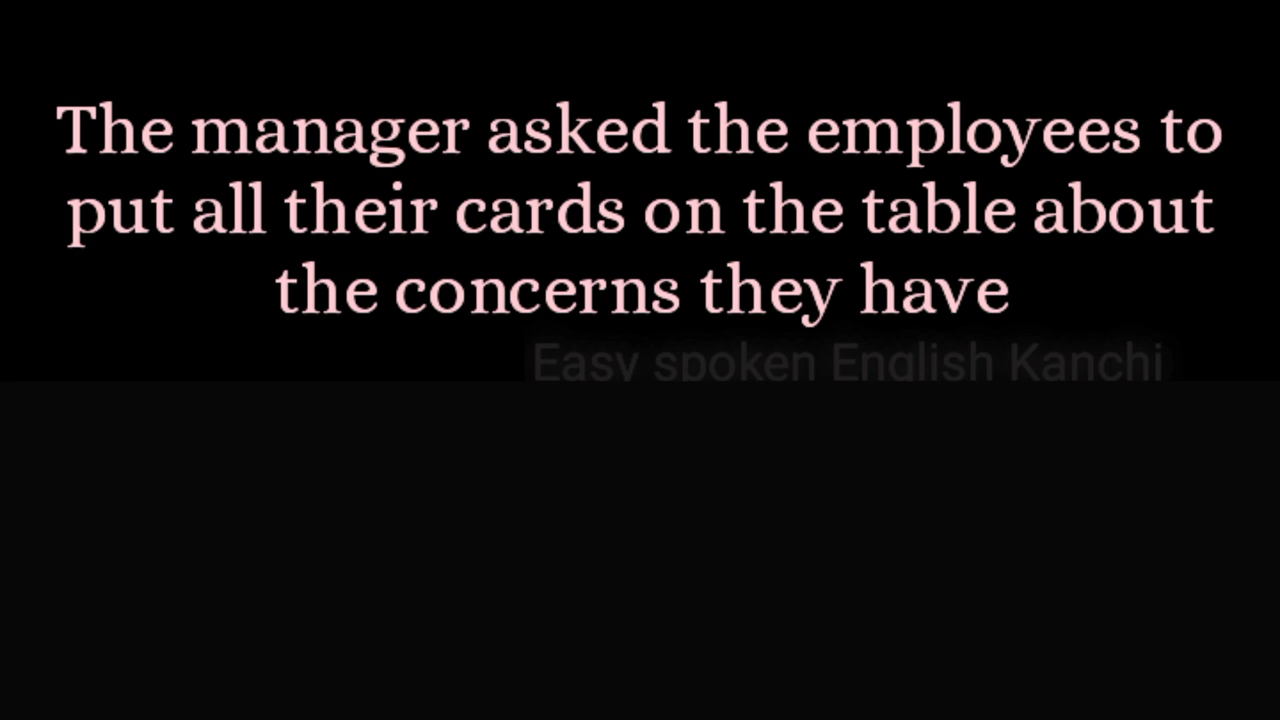 The manager asked the employees to
put all their cards on the table about
the concerns they have
Easy spoken English Kanchi